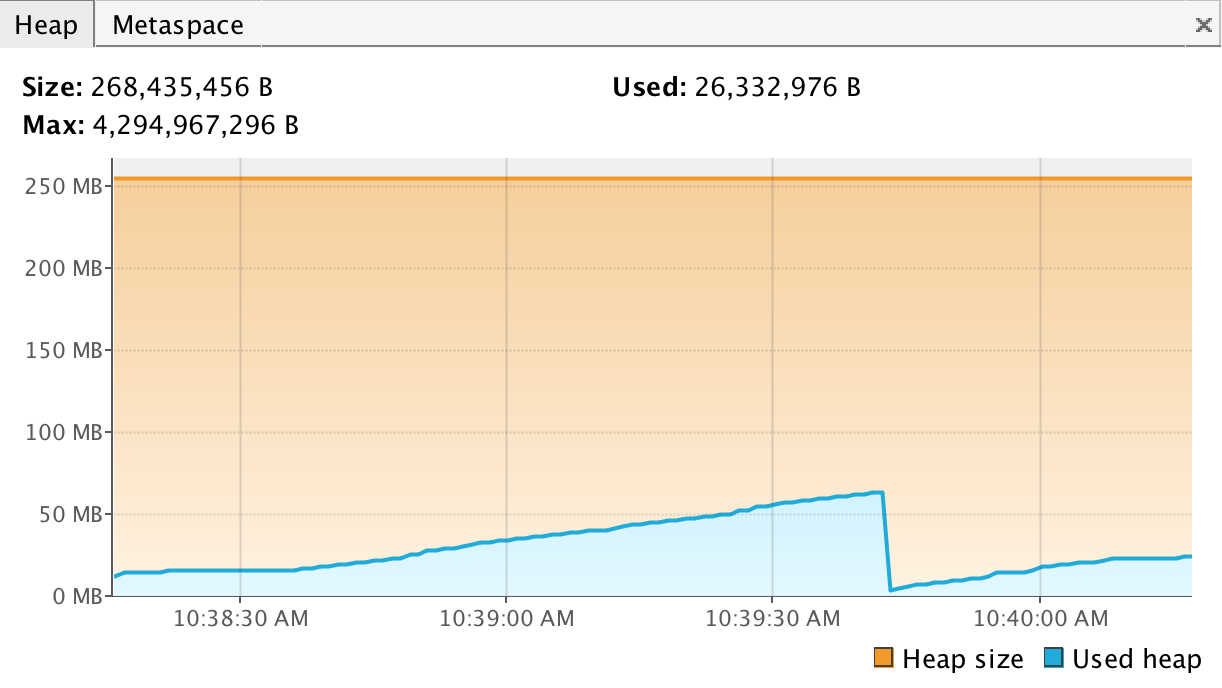 Heap Metaspace
Size: 268,435,456 B Used: 26,332,976 B
Max: 4,294,967,296 B
250 MB
200 MB
150 MB
100 MB
50 MB
0 MB
10:38:30 AM 10:39:00 AM 10:39:30 AM 10:40:00 AM
Heap size Used heap